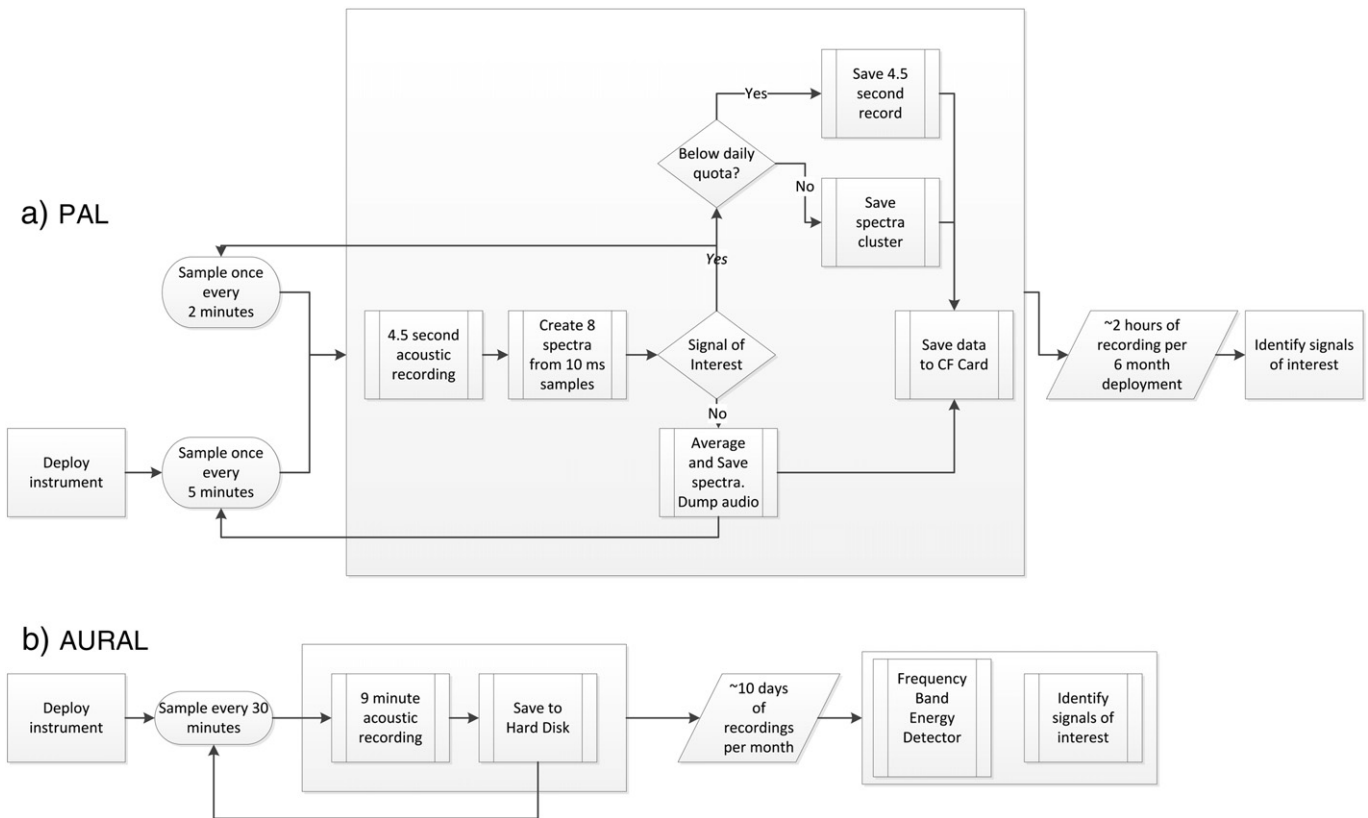 a) PAL
Deploy
instrument
Sample once
every
5 minutes
Sample once
every
2 minutes
4.5 second
acoustic
recording
Create 8
spectra
from 10 ms
samples
Signal of
Interest
Yes
No
Average
and Save
spectra.
Dump audio
Below daily
quota?
Yes
No
Save 4.5
second
record
Save
spectra
cluster
Save data
to CF Card
~2 hours of
recording per
6 month
deployment
Identify signals
of interest
b) AURAL
Deploy
instrument
Sample every 30
minutes
9 minute
acoustic
recording
Save to
Hard Disk
~10 days
of
recordings
per month
Frequency
Band
Energy
Detector
Identify
signals of
interest